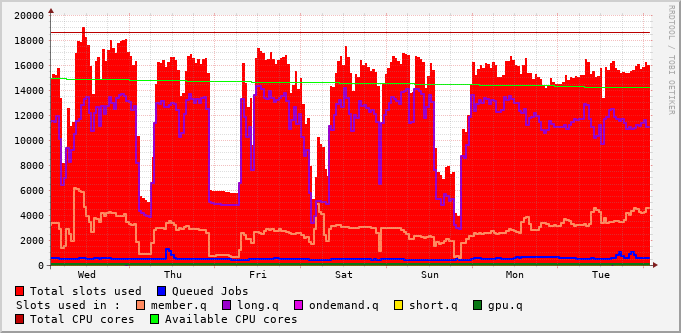 RRDTOOL / TOBI OETIKER
20000
18000
16000
14000
12000
10000
8000
6000
4000
2000
0
Wed Thu Fri Sat Sun Mon Tue
Total slots used Queued Jobs
Slots used in : member.q long.q ondemand.q short.q gpu.q
Total CPU cores Available CPU cores